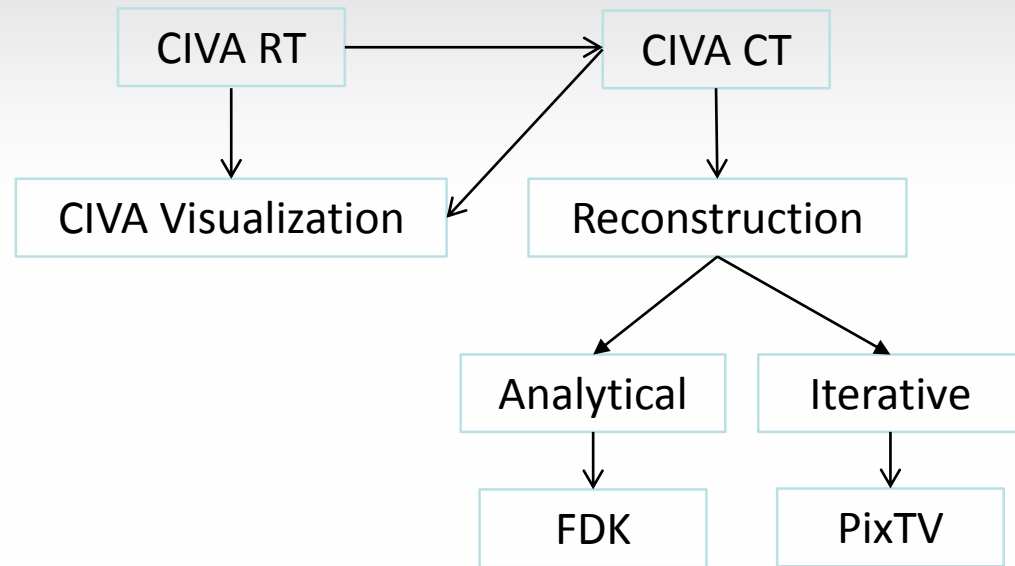 CIVA RT
CIVA CT
CIVA Visualization
Reconstruction
Analytical
Iterative
FDK
PixTV